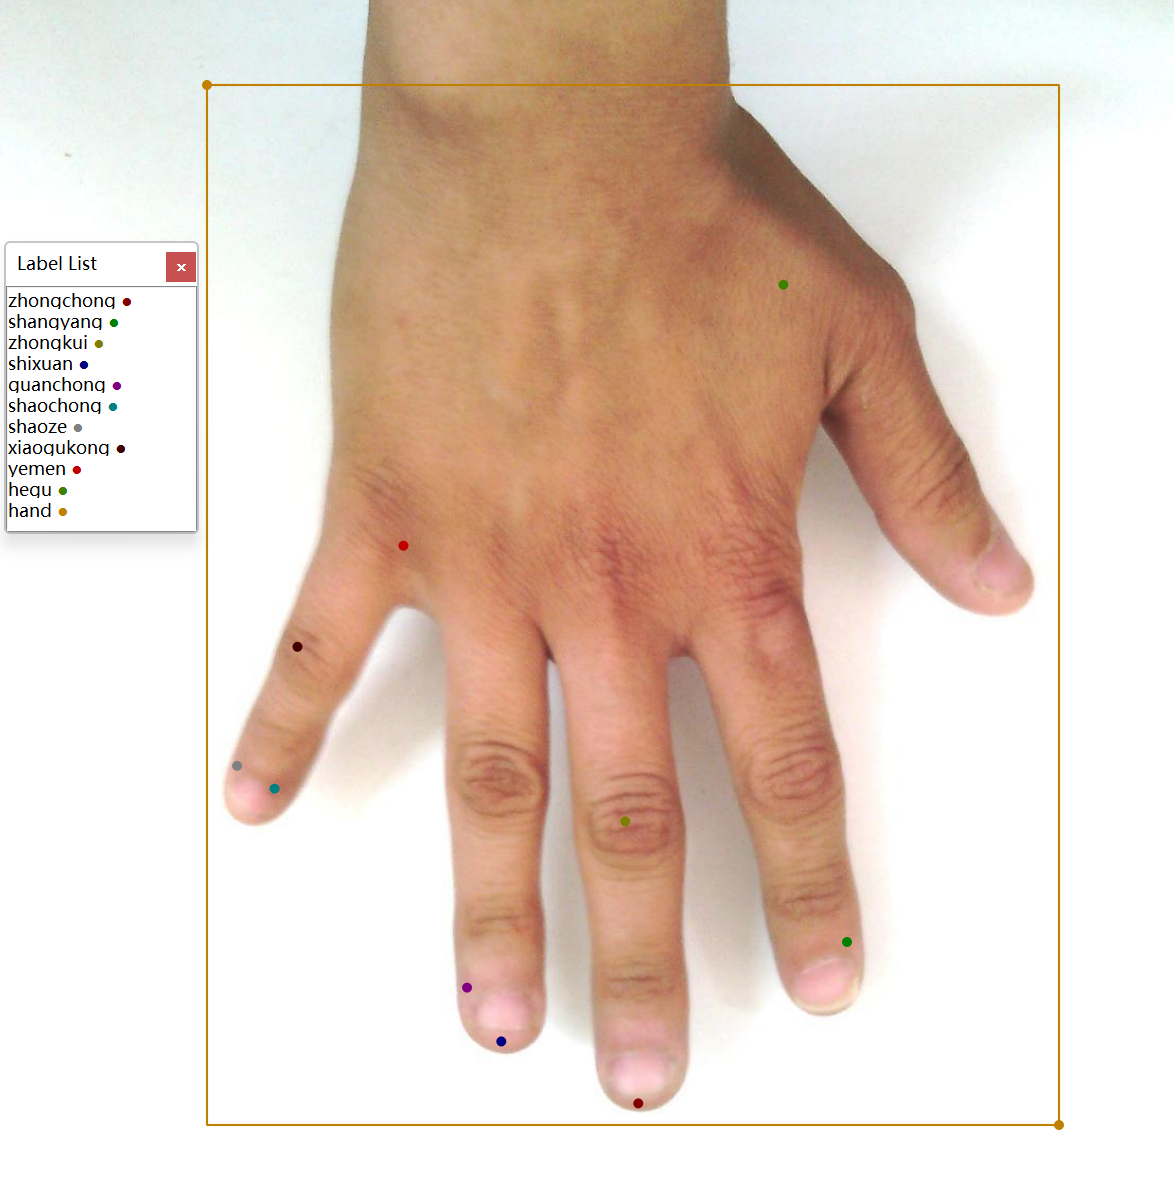 Label List
x
zhongchong
shangyang
zhongkui
shixuan
guanchong
shaochong
shaoze
xiaogukong
yemen
hegu
hand